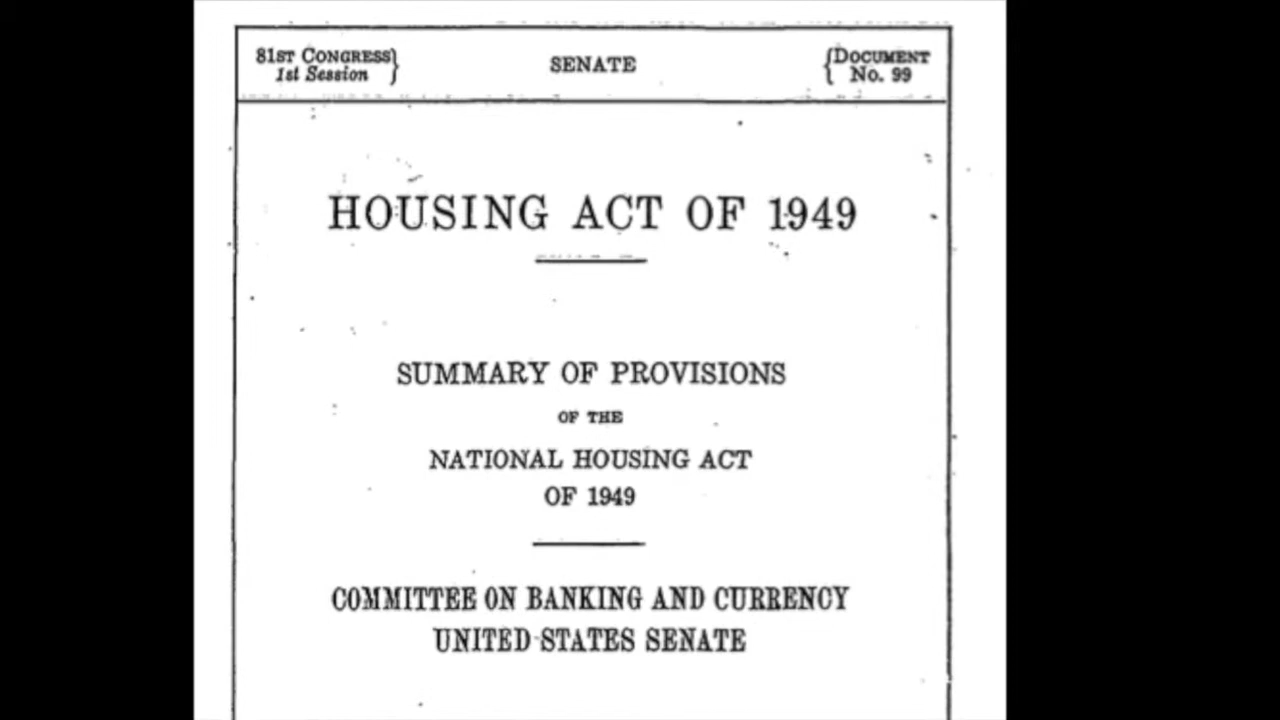 81ST CONGRESS
1st Session
SENATE
DOCUMENT
No. 99
HOUSING ACT OF 1949
SUMMARY OF PROVISIONS
OF THE
NATIONAL HOUSING ACT
OF 1949
COMMITTEE ON BANKING AND CURRENCY
UNITED STATES SENATE